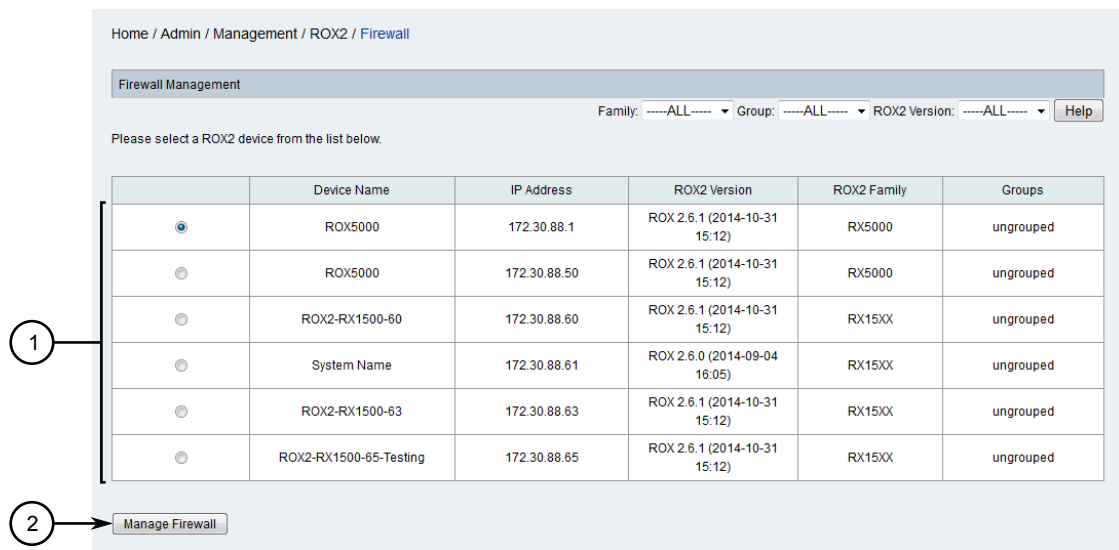 Home / Admin / Management / ROX2 / Firewall
Firewall Management
Family: -----ALL----- Group: -----ALL----- ROX2 Version: -----ALL----- Help
Please select a ROX2 device from the list below.
Device Name IP Address ROX2 Version ROX2 Family Groups
ROX5000 172.30.88.1 ROX 2.6.1 (2014-10-31 15:12) RX5000 ungrouped
ROX5000 172.30.88.50 ROX 2.6.1 (2014-10-31 15:12) RX5000 ungrouped
ROX2-RX1500-60 172.30.88.60 ROX 2.6.1 (2014-10-31 15:12) RX15XX ungrouped
1
System Name 172.30.88.61 ROX 2.6.0 (2014-09-04 16:05) RX15XX ungrouped
ROX2-RX1500-63 172.30.88.63 ROX 2.6.1 (2014-10-31 15:12) RX15XX ungrouped
ROX2-RX1500-65-Testing 172.30.88.65 ROX 2.6.1 (2014-10-31 15:12) RX15XX ungrouped
2 Manage Firewall